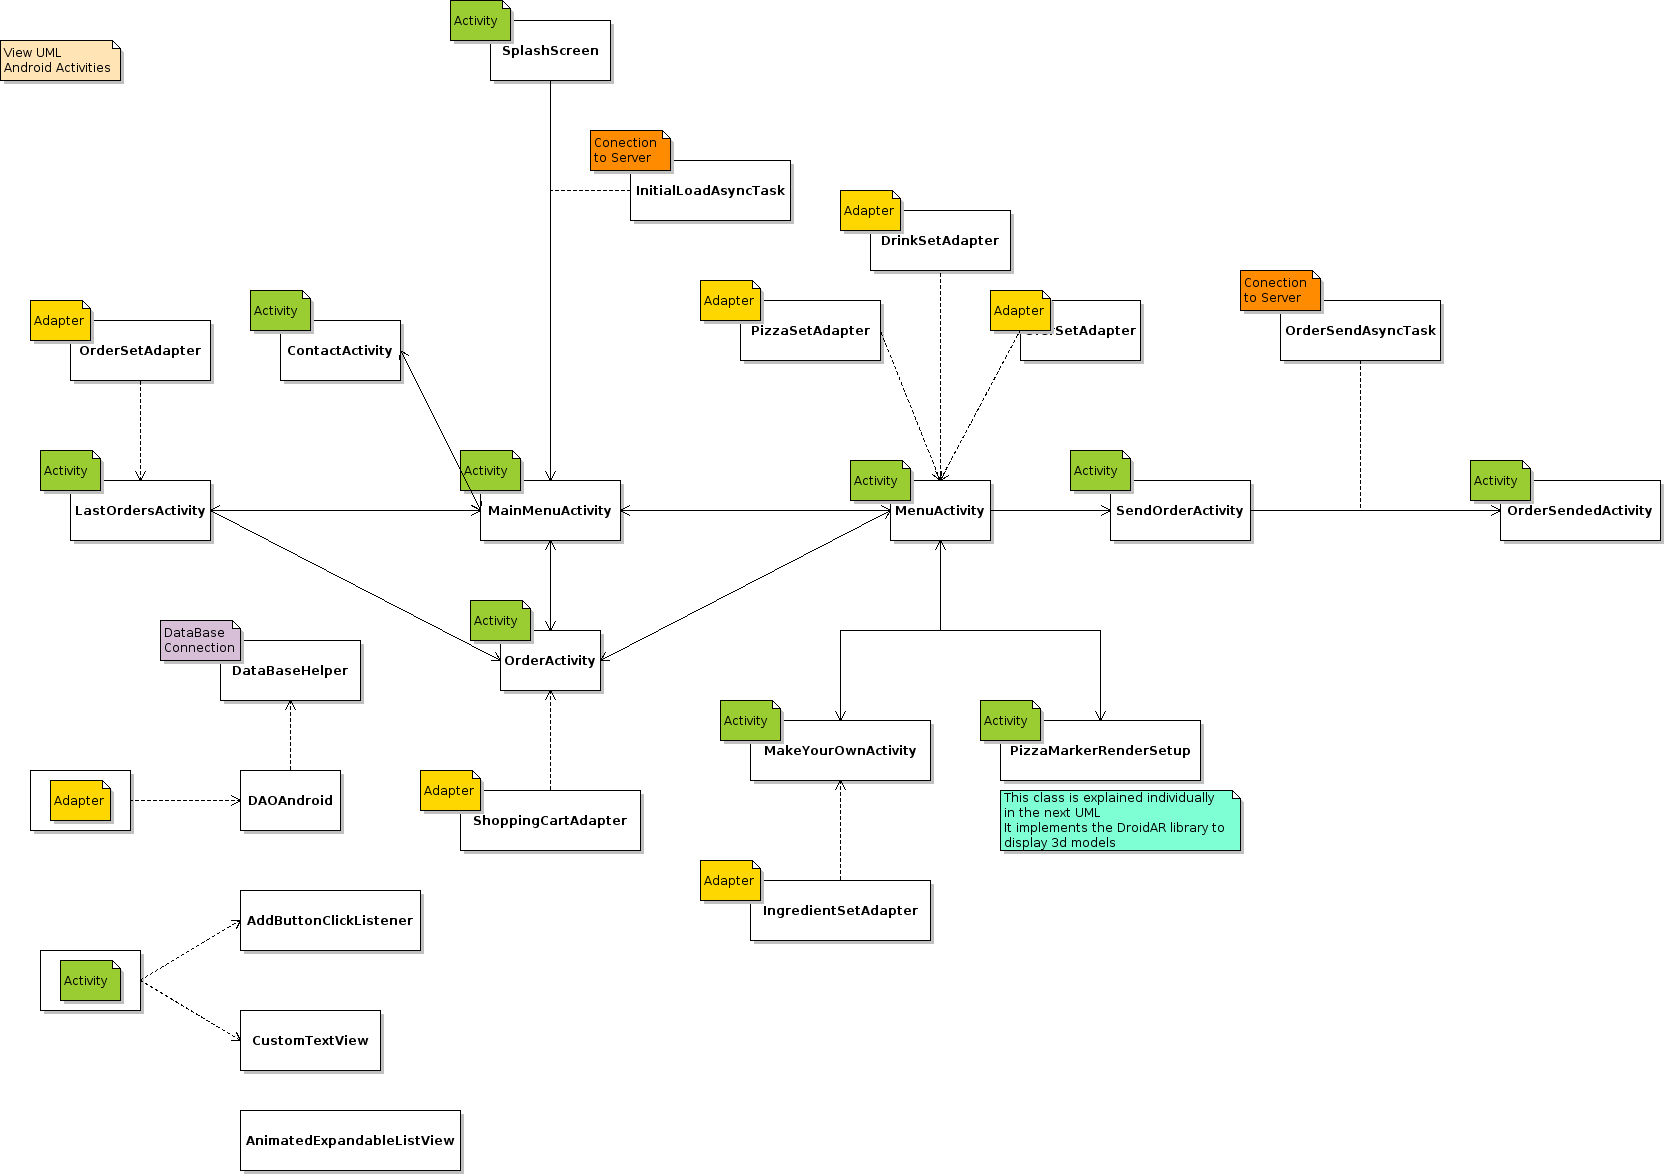 Activity
SplashScreen
View UML
Android Activities
Conection
to Server
InitialLoadAsyncTask
Adapter
DrinkSetAdapter
Conection
to Server
OrderSendAsyncTask
Adapter
PizzaSetAdapter
Adapter
SetAdapter
Adapter
OrderSetAdapter
Activity
ContactActivity
Activity
LastOrdersActivity
Activity
MainMenuActivity
Activity
MenuActivity
Activity
SendOrderActivity
Activity
OrderSendedActivity
Activity
OrderActivity
DataBase
Connection
DataBaseHelper
Activity
MakeYourOwnActivity
Activity
PizzaMarkerRenderSetup
This class is explained individually
in the next UML
It implements the DroidAR library to
display 3d models
Adapter
DAOAndroid
Adapter
ShoppingCartAdapter
Adapter
IngredientSetAdapter
AddButtonClickListener
Activity
CustomTextView
AnimatedExpandableListView